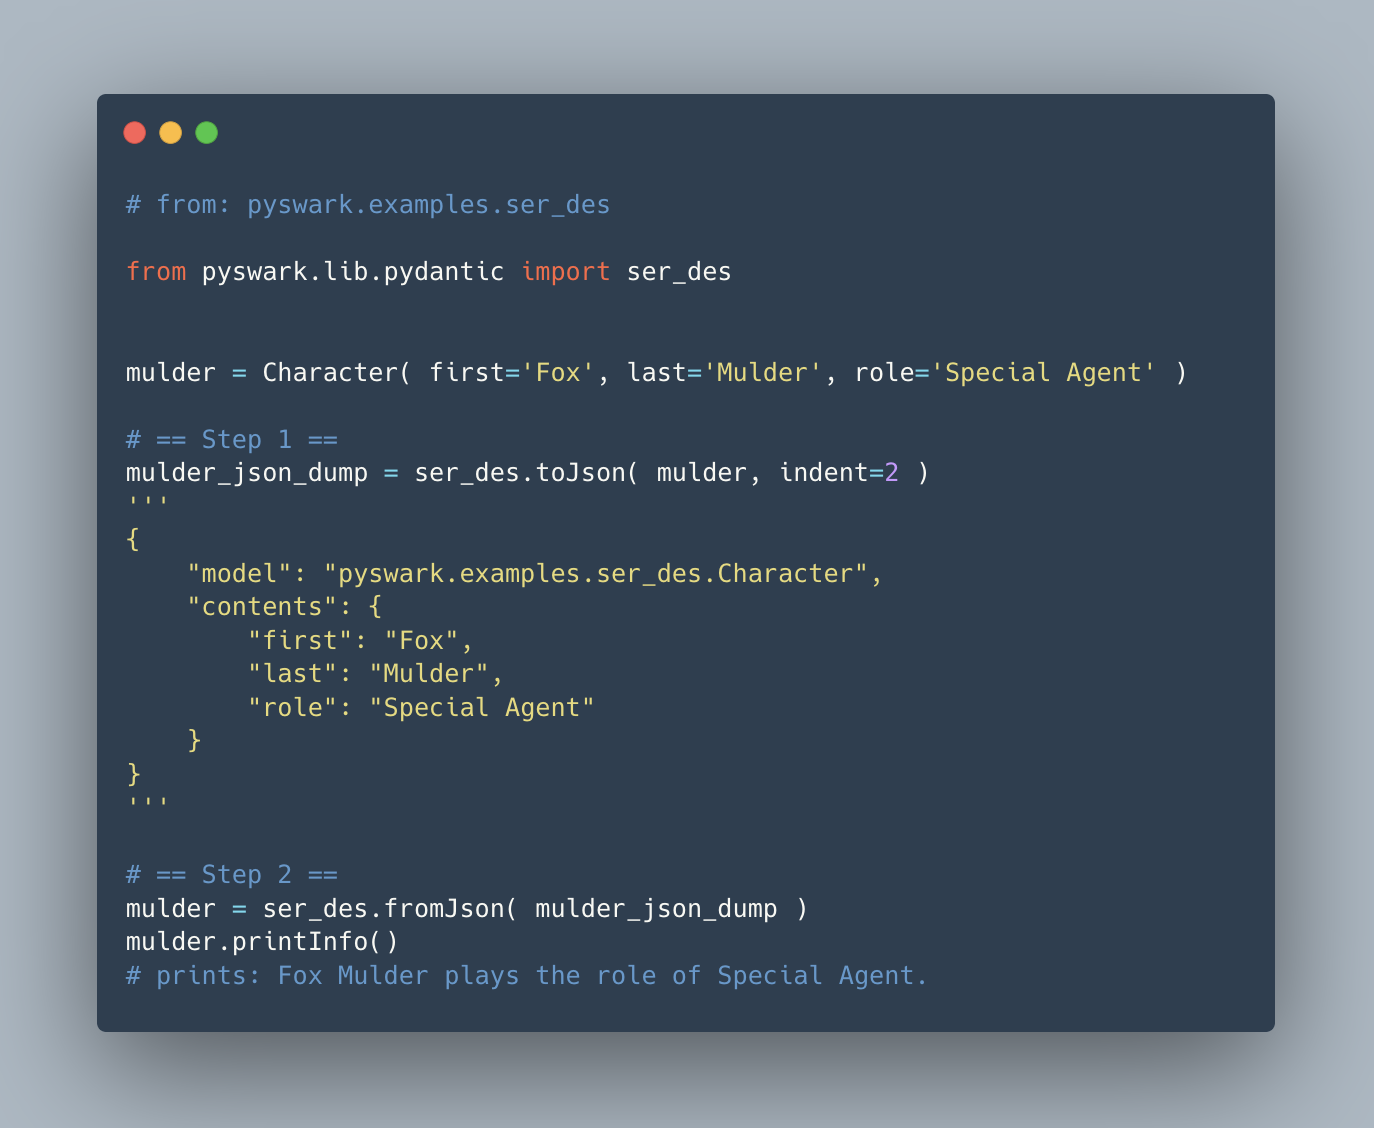 # from: pyswark.examples.ser_des

from pyswark.lib.pydantic import ser_des


mulder = Character( first='Fox', last='Mulder', role='Special Agent' )

# == Step 1 ==
mulder_json_dump = ser_des.toJson( mulder, indent=2 )
'''
{
    "model": "pyswark.examples.ser_des.Character",
    "contents": {
        "first": "Fox",
        "last": "Mulder",
        "role": "Special Agent"
    }
}
'''

# == Step 2 ==
mulder = ser_des.fromJson( mulder_json_dump )
mulder.printInfo()
# prints: Fox Mulder plays the role of Special Agent.